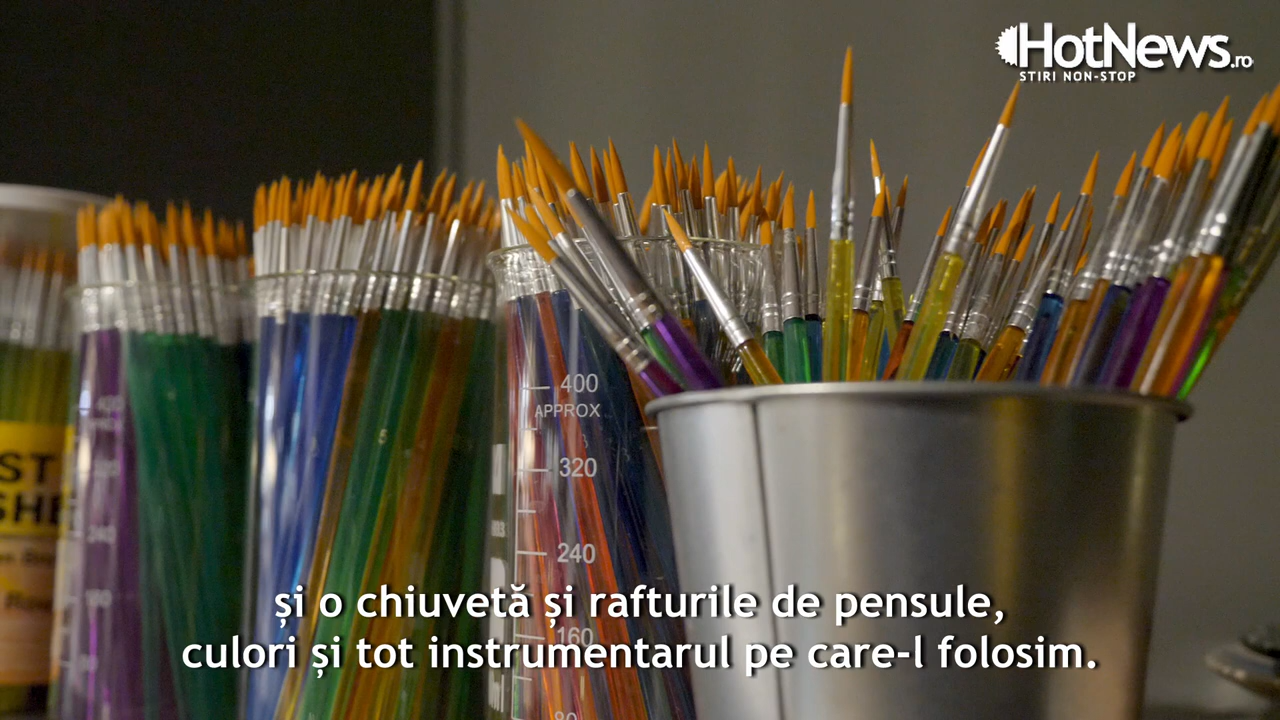 HotNews.ro
STIRI NON-STOP
400
APPROX
320
240
160
80
și o chiuvetă și rafturile de pensule,
culori și tot instrumentarul pe care-l folosim.